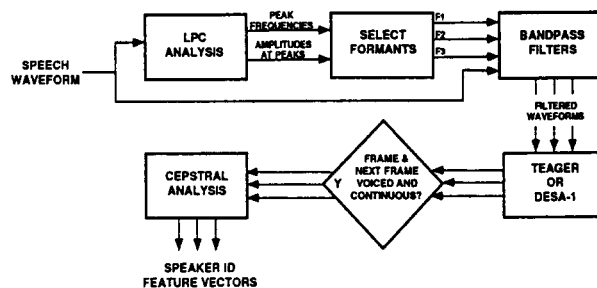 PEAK
FREQUENCIES
LPC
ANALYSIS
AMPLITUDES
AT PEAKS
SELECT
FORMANTS
F1
F2
F3
BANDPASS
FILTERS
SPEECH
WAVEFORM
FILTERED
WAVEFORMS
CEPSTRAL
ANALYSIS
Y
FRAME &
NEXT FRAME
VOICED AND
CONTINUOUS?
TEAGER
OR
DESA-1
SPEAKER ID
FEATURE VECTORS